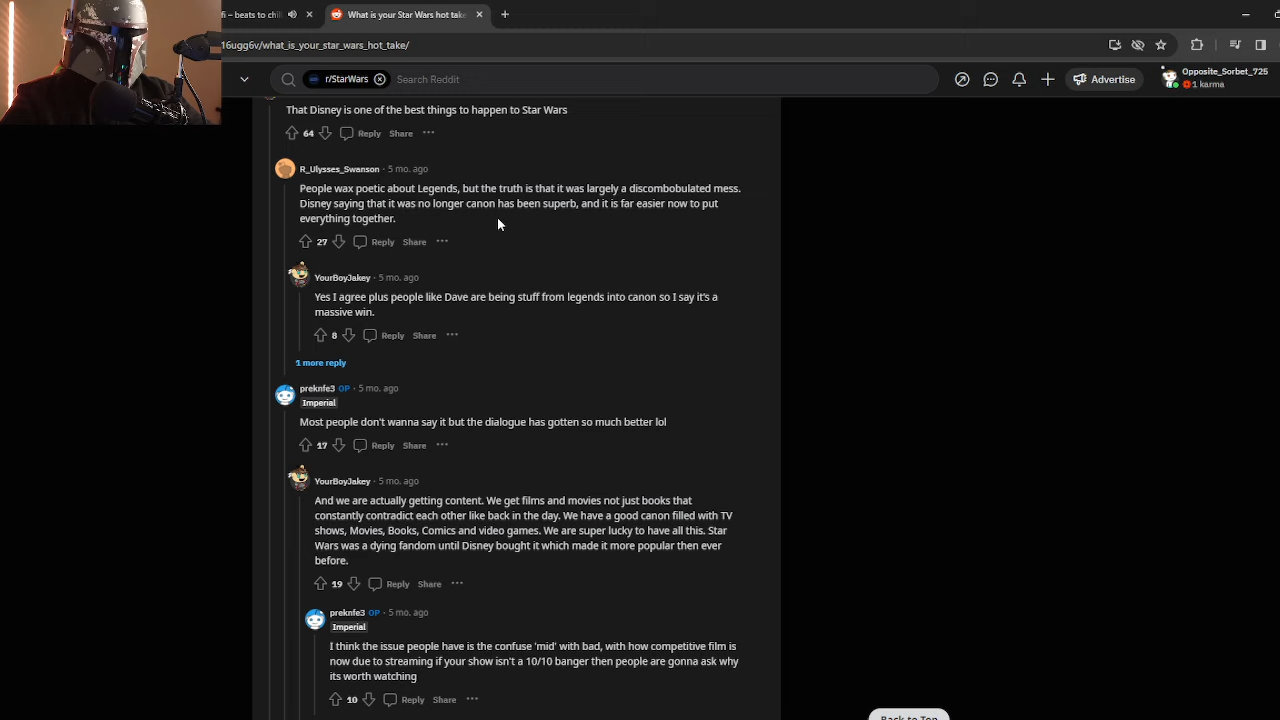 fi – beats to chil
What is your Star Wars hot take
16ugg6v/what_is_your_star_wars_hot_take/
r/StarWars
Search Reddit
Advertise
Opposite_Sorbet_725
1 karma
That Disney is one of the best things to happen to Star Wars
64 Reply Share
R_Ulysses_Swanson · 5 mo. ago
People wax poetic about Legends, but the truth is that it was largely a discombobulated mess.
Disney saying that it was no longer canon has been superb, and it is far easier now to put
everything together.
27 Reply Share
YourBoyJakey · 5 mo. ago
Yes I agree plus people like Dave are being stuff from legends into canon so I say it's a
massive win.
8 Reply Share
1 more reply
preknfe3 OP · 5 mo. ago
Imperial
Most people don't wanna say it but the dialogue has gotten so much better lol
17 Reply Share
YourBoyJakey · 5 mo. ago
And we are actually getting content. We get films and movies not just books that
constantly contradict each other like back in the day. We have a good canon filled with TV
shows, Movies, Books, Comics and video games. We are super lucky to have all this. Star
Wars was a dying fandom until Disney bought it which made it more popular then ever
before.
19 Reply Share
preknfe3 OP · 5 mo. ago
Imperial
I think the issue people have is the confuse 'mid' with bad, with how competitive film is
now due to streaming if your show isn't a 10/10 banger then people are gonna ask why
its worth watching
10 Reply Share
Back to Top